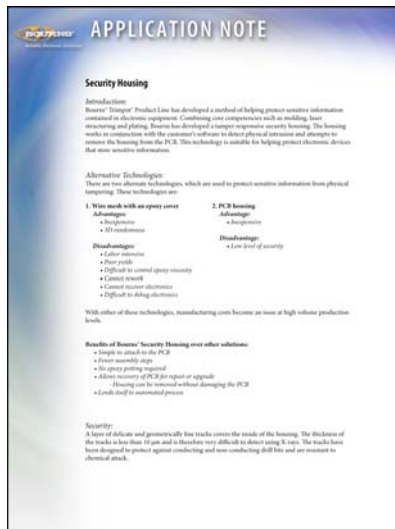 BOURNS®
Reliable Electronic Solutions
APPLICATION NOTE
Security Housing
Introduction:
Bourns® Trimpot® Product Line has developed a method of helping protect sensitive information
contained in electronic equipment. Combining core competencies such as molding, laser
structuring and plating, Bourns has developed a tamper responsive security housing. The housing
works in conjunction with the customer's software to detect physical intrusion and attempts to
remove the housing from the PCB. This technology is suitable for helping protect electronic devices
that store sensitive information.
Alternative Technologies:
There are two alternate technologies, which are used to protect sensitive information from physical
tampering. These technologies are:
1. Wire mesh with an epoxy cover
Advantages:
• Inexpensive
• 3D randomness
Disadvantages:
• Labor intensive
• Poor yields
• Difficult to control epoxy viscosity
• Cannot rework
• Cannot recover electronics
• Difficult to debug electronics
2. PCB housing
Advantage:
• Inexpensive
Disadvantage:
• Low level of security
With either of these technologies, manufacturing costs become an issue at high volume production
levels.
Benefits of Bourns® Security Housing over other solutions:
• Simple to attach to the PCB
• Fewer assembly steps
• No epoxy potting required
• Allows recovery of PCB for repair or upgrade
- Housing can be removed without damaging the PCB
• Lends itself to automated process
Security:
A layer of delicate and geometrically fine tracks covers the inside of the housing. The thickness of
the tracks is less than 10 µm and is therefore very difficult to detect using X-rays. The tracks have
been designed to protect against conducting and non-conducting drill bits and are resistant to
chemical attack.